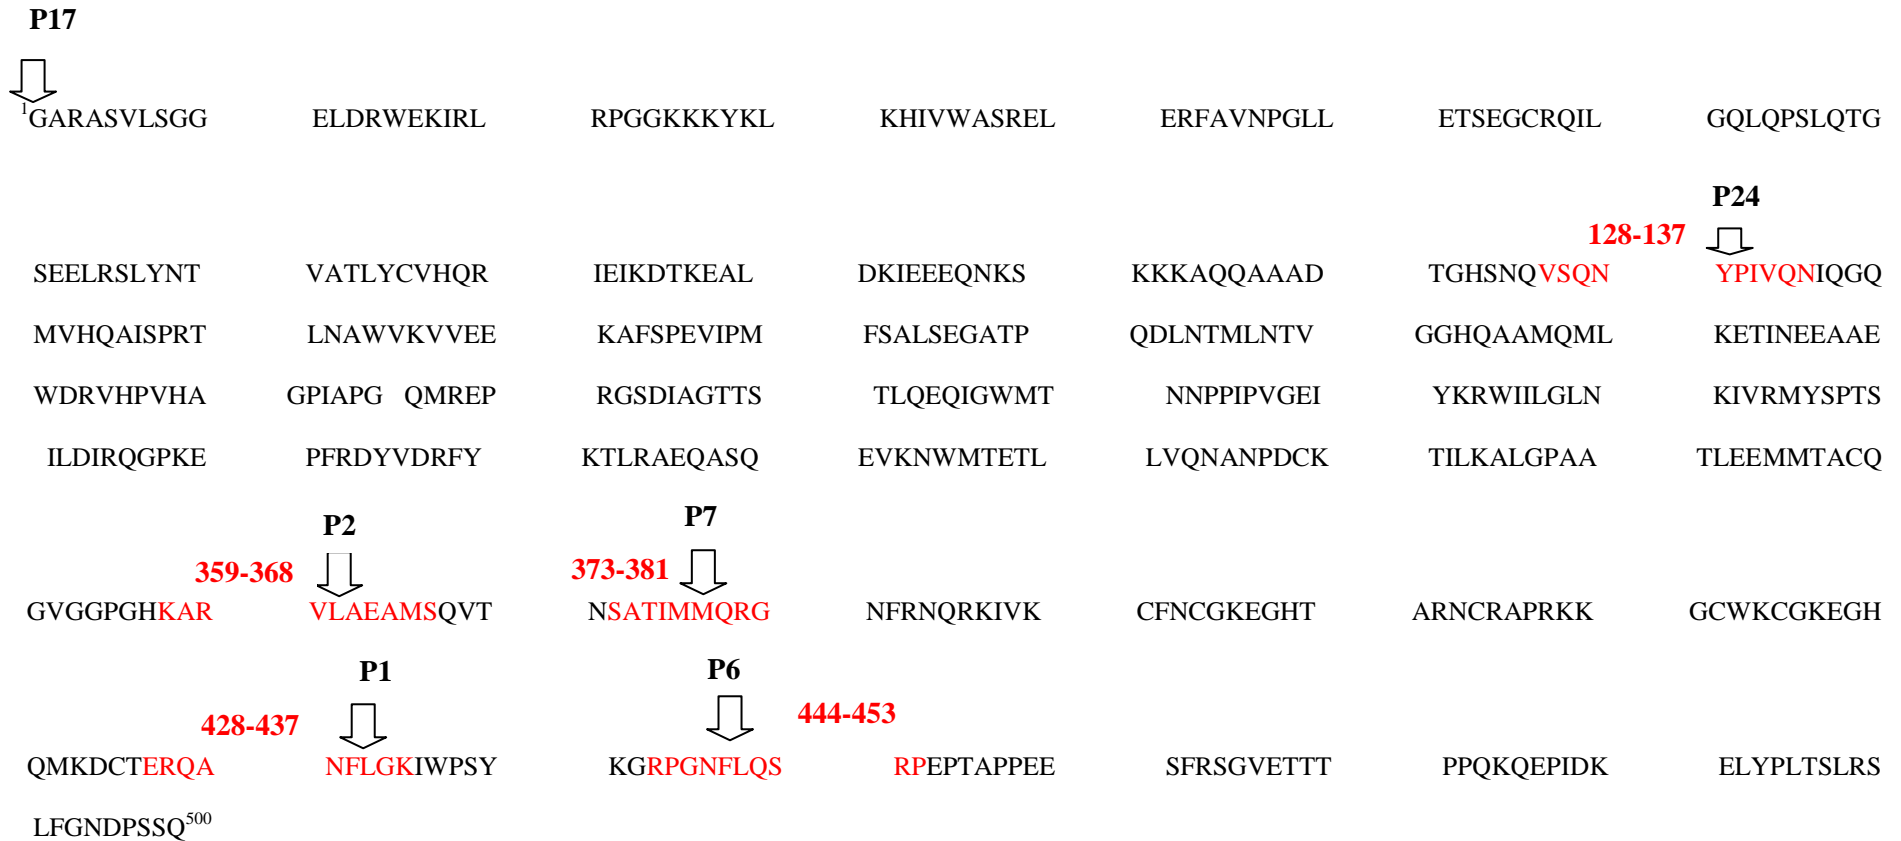 P17
¹GARASVLSGG ELDRWEKIRL RPGGKKKYKL KHIVWASREL ERFAVNPGLL ETSEGCRQIL GQLQPSLQTG
P24
128-137
SEELRSLYNT VATLYCVHQR IEIKDTKEAL DKIEEEQNKS KKKAQQAAAD TGHSNQVSQN YPIVQNIQGQ
MVHQAISPRT LNAWVKVVEE KAFSPEVIPM FSALSEGATP QDLNTMLNTV GGHQAAMQML KETINEEAAE
WDRVHPVHA GPIAPG QMREP RGSDIAGTTS TLQEQIGWMT NNPPIPVGEI YKRWIILGLN KIVRMYSPTS
ILDIRQGPKE PFRDYVDRFY KTLRAEQASQ EVKNWMTETL LVQNANPDCK TILKALGPAA TLEEMMTACQ
P2 P7
359-368 373-381
GVGGPGHKAR VLAEAMSQVT NSATIMMQRG NFRNQRKIVK CFNCGKEGHT ARNCRAPRKK GCWKCGKEGH
P1 P6
428-437 444-453
QMKDCTERQA NFLGKIWPSY KGRPGNFLQS RPEPTAPPEE SFRSGVETTT PPQKQEPIDK ELYPLTSLRS
LFGNDPSSQ⁵⁰⁰